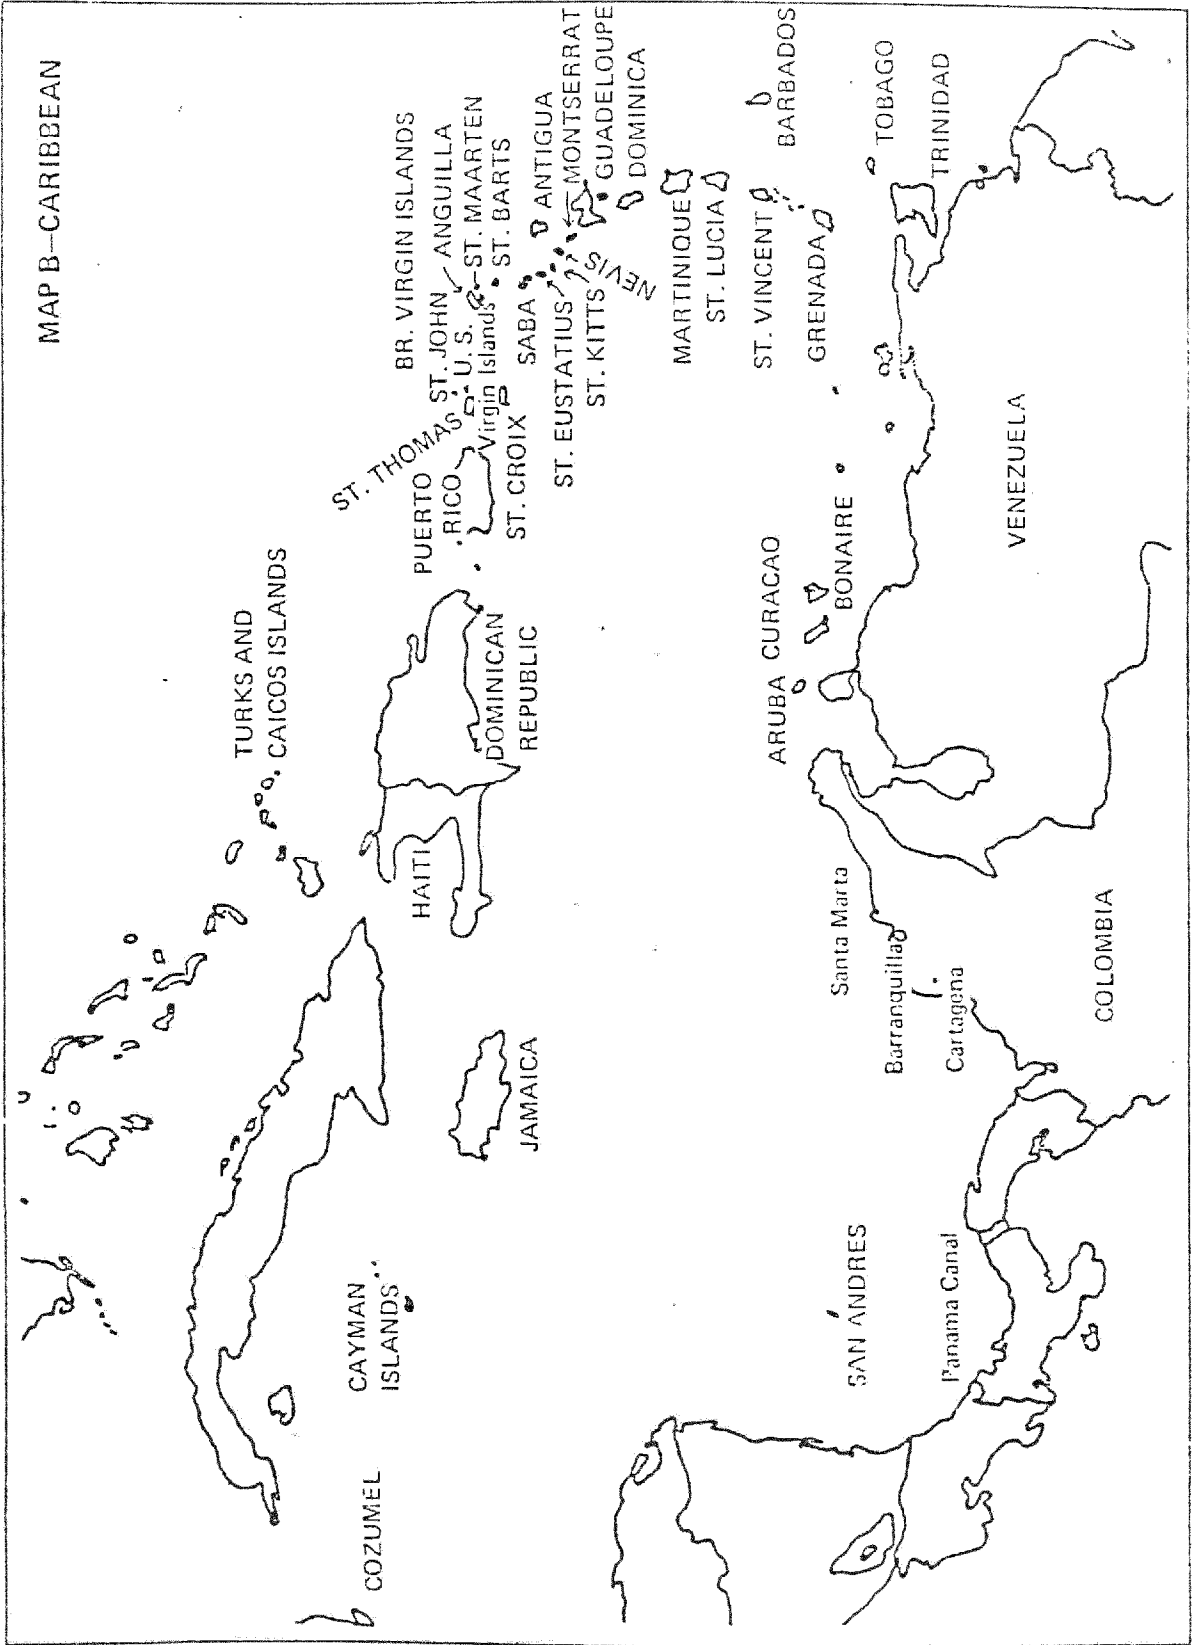 MAP B–CARIBBEAN
TURKS AND
CAICOS ISLANDS
BR. VIRGIN ISLANDS
ST. THOMAS
ST. JOHN
ANGUILLA
U. S.
Virgin Islands
ST. MAARTEN
ST. BARTS
PUERTO
RICO
ST. CROIX
SABA
ANTIGUA
ST. EUSTATIUS
MONTSERRAT
ST. KITTS
NEVIS
GUADELOUPE
DOMINICA
COZUMEL
CAYMAN
ISLANDS
HAITI
DOMINICAN
REPUBLIC
JAMAICA
MARTINIQUE
ST. LUCIA
ST. VINCENT
BARBADOS
GRENADA
ARUBA
CURACAO
BONAIRE
TOBAGO
TRINIDAD
SAN ANDRES
Santa Marta
Barranquilla
Cartagena
Panama Canal
VENEZUELA
COLOMBIA